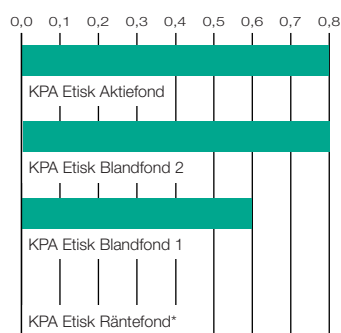 0,0 0,1 0,2 0,3 0,4 0,5 0,6 0,7 0,8
KPA Etisk Aktiefond
KPA Etisk Blandfond 2
KPA Etisk Blandfond 1
KPA Etisk Räntefond*